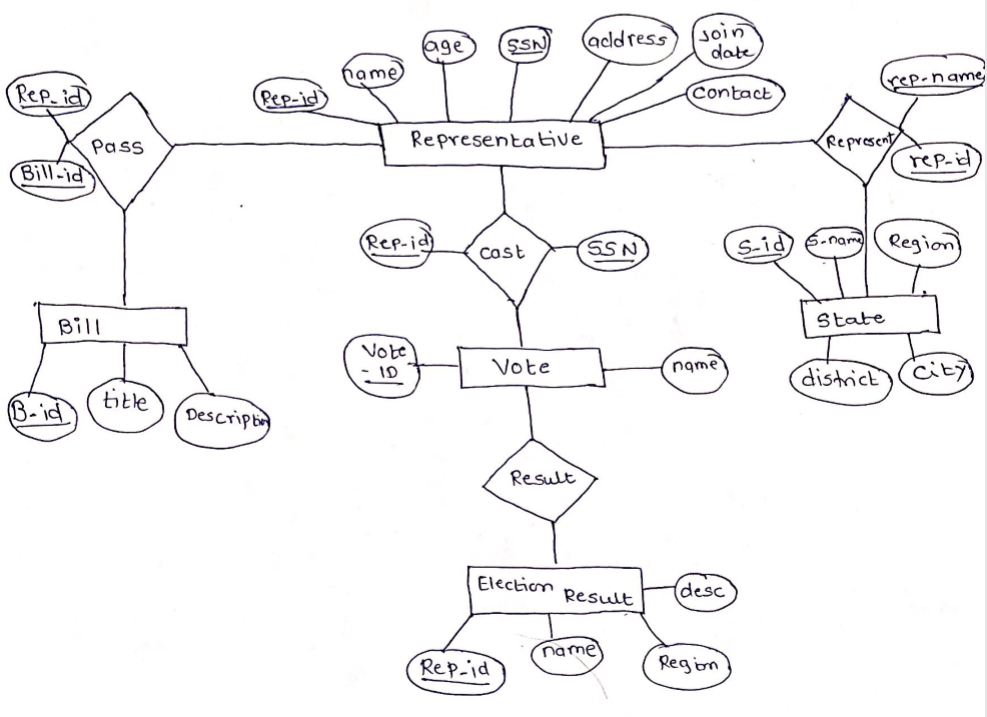 Rep_id
name
age
SSN
address
Join
date
contact
Rep-id
rep-name
Pass
Representative
Represent
Bill-id
rep-id
Rep-id
cast
SSN
S-id
S-name
Region
Bill
State
Vote
- ID
Vote
name
B-id
title
Description
district
City
Result
Election Result
desc
Rep-id
name
Region